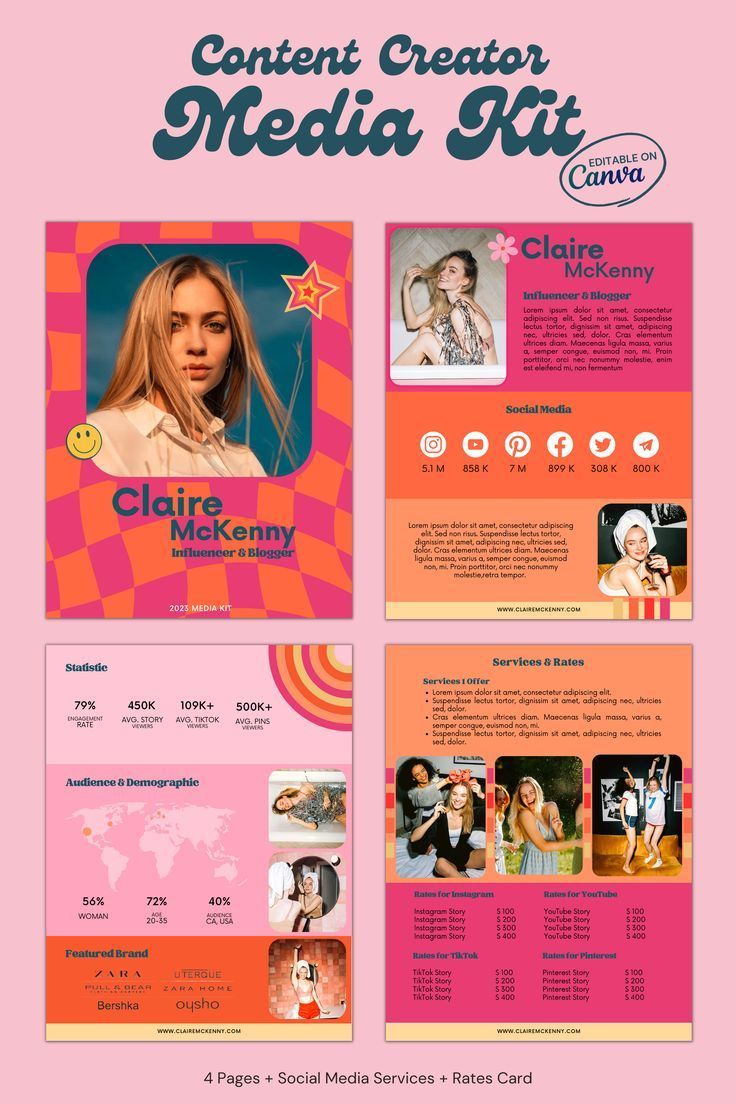 Content Creator
Media Kit
EDITABLE ON
Canva
Claire
McKenny
Influencer & Blogger
2023 MEDIA KIT
Claire
McKenny
Influencer & Blogger
Lorem ipsum dolor sit amet, consectetur
adipiscing elit. Sed non risus. Suspendisse
lectus tortor, dignissim sit amet, adipiscing
nec, ultricies sed, dolor. Cras elementum
ultrices diam. Maecenas ligula massa, varius
a, semper congue, euismod non, mi. Proin
porttitor, orci nec nonummy molestie, enim
est eleifend mi, non fermentum
Social Media
5.1 M
858 K
7 M
899 K
308 K
800 K
Lorem ipsum dolor sit amet, consectetur adipiscing
elit. Sed non risus. Suspendisse lectus tortor,
dignissim sit amet, adipiscing nec, ultricies sed,
dolor. Cras elementum ultrices diam. Maecenas
ligula massa, varius a, semper congue, euismod
non, mi. Proin porttitor, orci nec nonummy
molestie,retra tempor.
WWW.CLAIREMCKENNY.COM
Statistic
79%
ENGAGEMENT
RATE
450K
AVG. STORY
VIEWERS
109K+
AVG. TIKTOK
VIEWERS
500K+
AVG. PINS
VIEWERS
Audience & Demographic
56%
WOMAN
72%
AGE
20-35
40%
AUDIENCE
CA, USA
Featured Brand
ZARA
UTERQUE
PULL & BEAR
ZARA HOME
Bershka
oysho
WWW.CLAIREMCKENNY.COM
Services & Rates
Services I Offer
• Lorem ipsum dolor sit amet, consectetur adipiscing elit.
• Suspendisse lectus tortor, dignissim sit amet, adipiscing nec, ultricies
sed, dolor.
• Cras elementum ultrices diam. Maecenas ligula massa, varius a,
semper congue, euismod non, mi.
• Suspendisse lectus tortor, dignissim sit amet, adipiscing nec, ultricies
sed, dolor.
Rates for Instagram
Instagram Story $ 100
Instagram Story $ 200
Instagram Story $ 300
Instagram Story $ 400
Rates for YouTube
YouTube Story $ 100
YouTube Story $ 200
YouTube Story $ 300
YouTube Story $ 400
Rates for TikTok
TikTok Story $ 100
TikTok Story $ 200
TikTok Story $ 300
TikTok Story $ 400
Rates for Pinterest
Pinterest Story $ 100
Pinterest Story $ 200
Pinterest Story $ 300
Pinterest Story $ 400
WWW.CLAIREMCKENNY.COM
4 Pages + Social Media Services + Rates Card